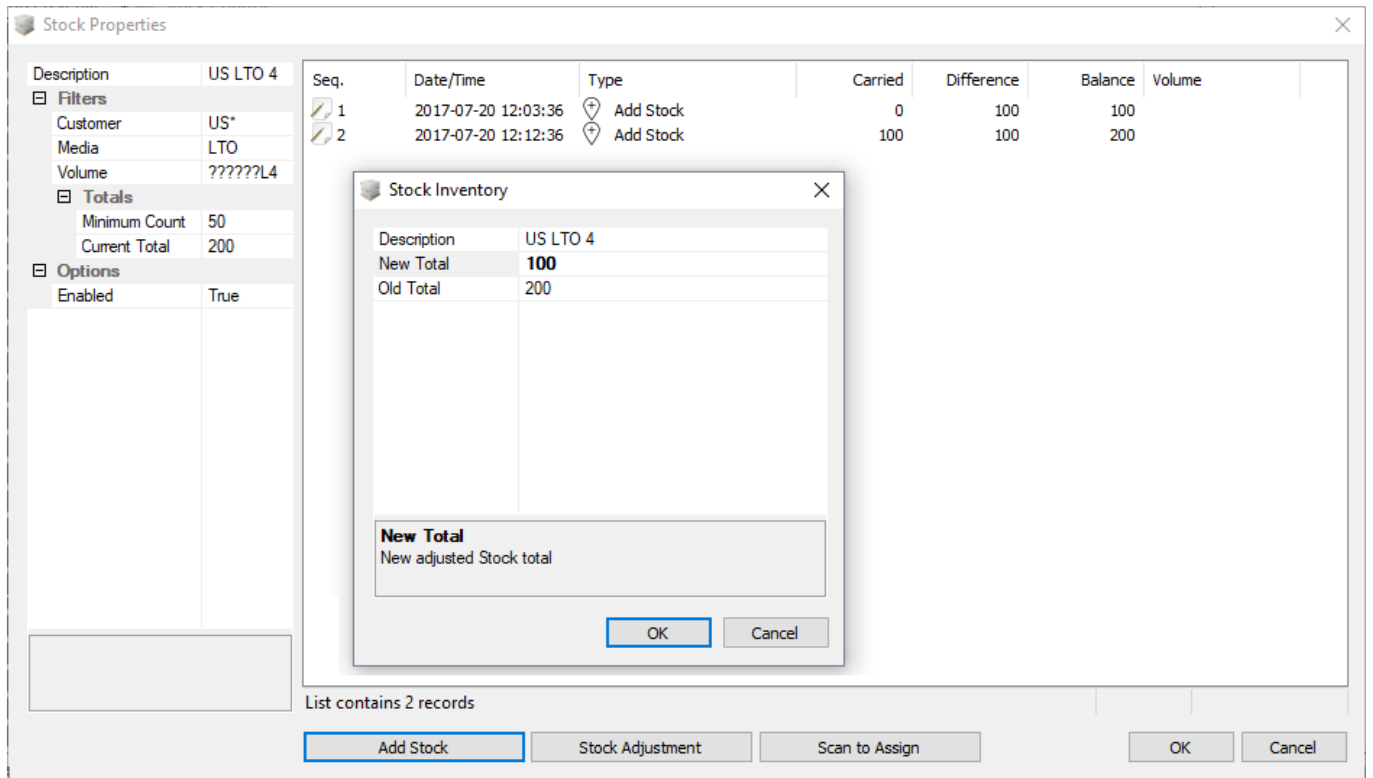 Stock Properties
Description US LTO 4
Filters
Customer US*
Media LTO
Volume ??????L4
Totals
Minimum Count 50
Current Total 200
Options
Enabled True
Seq. Date/Time Type Carried Difference Balance Volume
1 2017-07-20 12:03:36 Add Stock 0 100 100
2 2017-07-20 12:12:36 Add Stock 100 100 200
Stock Inventory
Description US LTO 4
New Total 100
Old Total 200
New Total
New adjusted Stock total
OK Cancel
List contains 2 records
Add Stock Stock Adjustment Scan to Assign OK Cancel